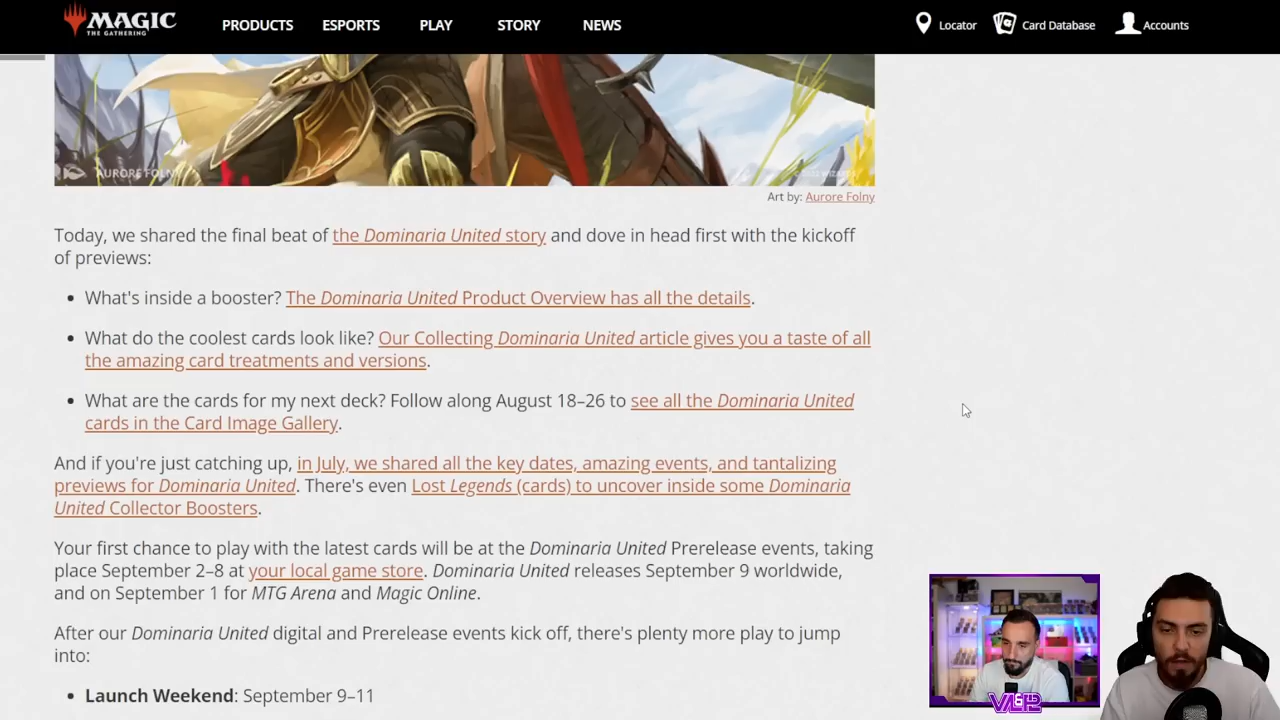 MAGIC
THE GATHERING
PRODUCTS
ESPORTS
PLAY
STORY
NEWS
Locator
Card Database
Accounts
AURORE FOLNY
Art by: Aurore Folny
Today, we shared the final beat of the Dominaria United story and dove in head first with the kickoff
of previews:
• What's inside a booster? The Dominaria United Product Overview has all the details.
• What do the coolest cards look like? Our Collecting Dominaria United article gives you a taste of all
the amazing card treatments and versions.
• What are the cards for my next deck? Follow along August 18–26 to see all the Dominaria United
cards in the Card Image Gallery.
And if you're just catching up, in July, we shared all the key dates, amazing events, and tantalizing
previews for Dominaria United. There's even Lost Legends (cards) to uncover inside some Dominaria
United Collector Boosters.
Your first chance to play with the latest cards will be at the Dominaria United Prerelease events, taking
place September 2–8 at your local game store. Dominaria United releases September 9 worldwide,
and on September 1 for MTG Arena and Magic Online.
After our Dominaria United digital and Prerelease events kick off, there's plenty more play to jump
into:
• Launch Weekend: September 9–11